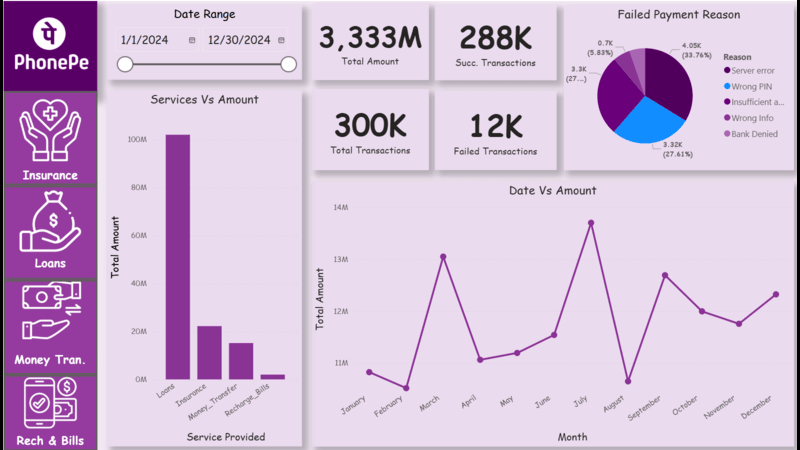 पे
PhonePe
Insurance
Loans
Money Tran.
Rech & Bills
Date Range
1/1/2024
12/30/2024
3,333M
Total Amount
288K
Succ. Transactions
300K
Total Transactions
12K
Failed Transactions
Failed Payment Reason
0.7K
(5.83%)
4.05K
(33.76%)
3.3K
(27....)
3.32K
(27.61%)
Reason
Server error
Wrong PIN
Insufficient a...
Wrong Info
Bank Denied
Services Vs Amount
Total Amount
100M
80M
60M
40M
20M
0M
Loans
Insurance
Money_Transfer
Recharge_Bills
Service Provided
Date Vs Amount
Total Amount
14M
13M
12M
11M
January
February
March
April
May
June
July
August
September
October
November
December
Month